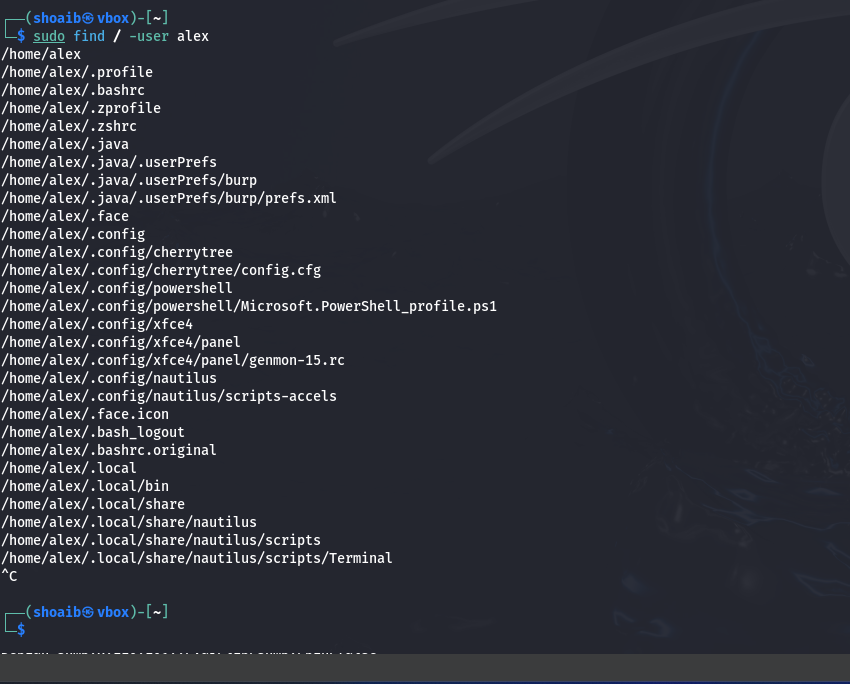 ┌──(shoaib㉿vbox)-[~]
└─$ sudo find / -user alex
/home/alex
/home/alex/.profile
/home/alex/.bashrc
/home/alex/.zprofile
/home/alex/.zshrc
/home/alex/.java
/home/alex/.java/.userPrefs
/home/alex/.java/.userPrefs/burp
/home/alex/.java/.userPrefs/burp/prefs.xml
/home/alex/.face
/home/alex/.config
/home/alex/.config/cherrytree
/home/alex/.config/cherrytree/config.cfg
/home/alex/.config/powershell
/home/alex/.config/powershell/Microsoft.PowerShell_profile.ps1
/home/alex/.config/xfce4
/home/alex/.config/xfce4/panel
/home/alex/.config/xfce4/panel/genmon-15.rc
/home/alex/.config/nautilus
/home/alex/.config/nautilus/scripts-accels
/home/alex/.face.icon
/home/alex/.bash_logout
/home/alex/.bashrc.original
/home/alex/.local
/home/alex/.local/bin
/home/alex/.local/share
/home/alex/.local/share/nautilus
/home/alex/.local/share/nautilus/scripts
/home/alex/.local/share/nautilus/scripts/Terminal
^C
┌──(shoaib㉿vbox)-[~]
└─$